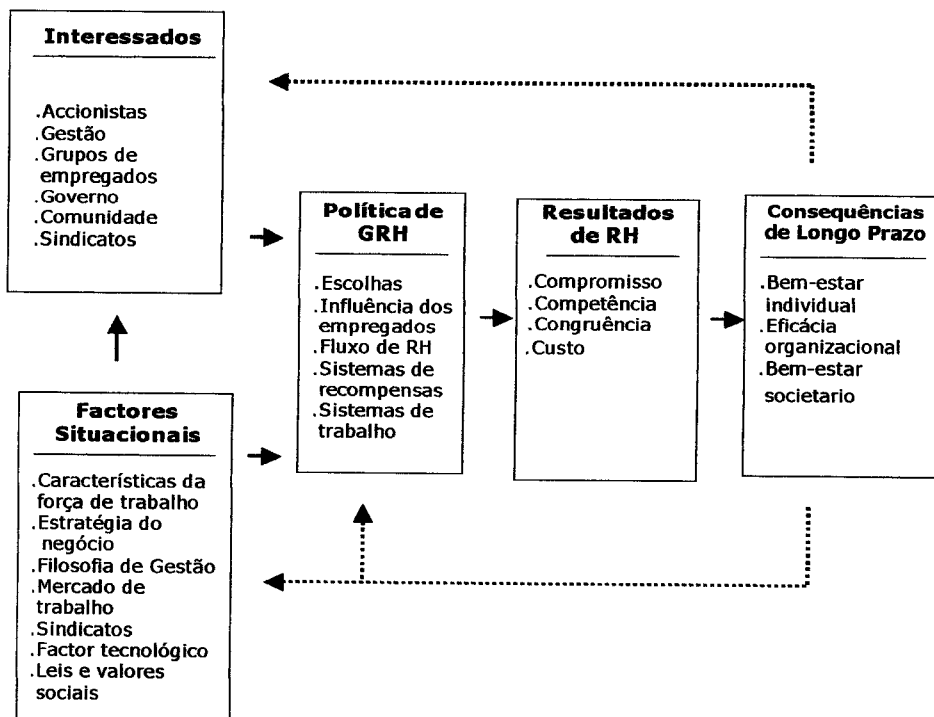 Interessados
.Accionistas
.Gestão
.Grupos de
empregados
.Governo
.Comunidade
.Sindicatos
Factores
Situacionais
.Características da
força de trabalho
.Estratégia do
negócio
.Filosofia de Gestão
.Mercado de
trabalho
.Sindicatos
.Factor tecnológico
.Leis e valores
sociais
Política de
GRH
.Escolhas
.Influência dos
empregados
.Fluxo de RH
.Sistemas de
recompensas
.Sistemas de
trabalho
Resultados
de RH
.Compromisso
.Competência
.Congruência
.Custo
Consequências
de Longo Prazo
.Bem-estar
individual
.Eficácia
organizacional
.Bem-estar
societario